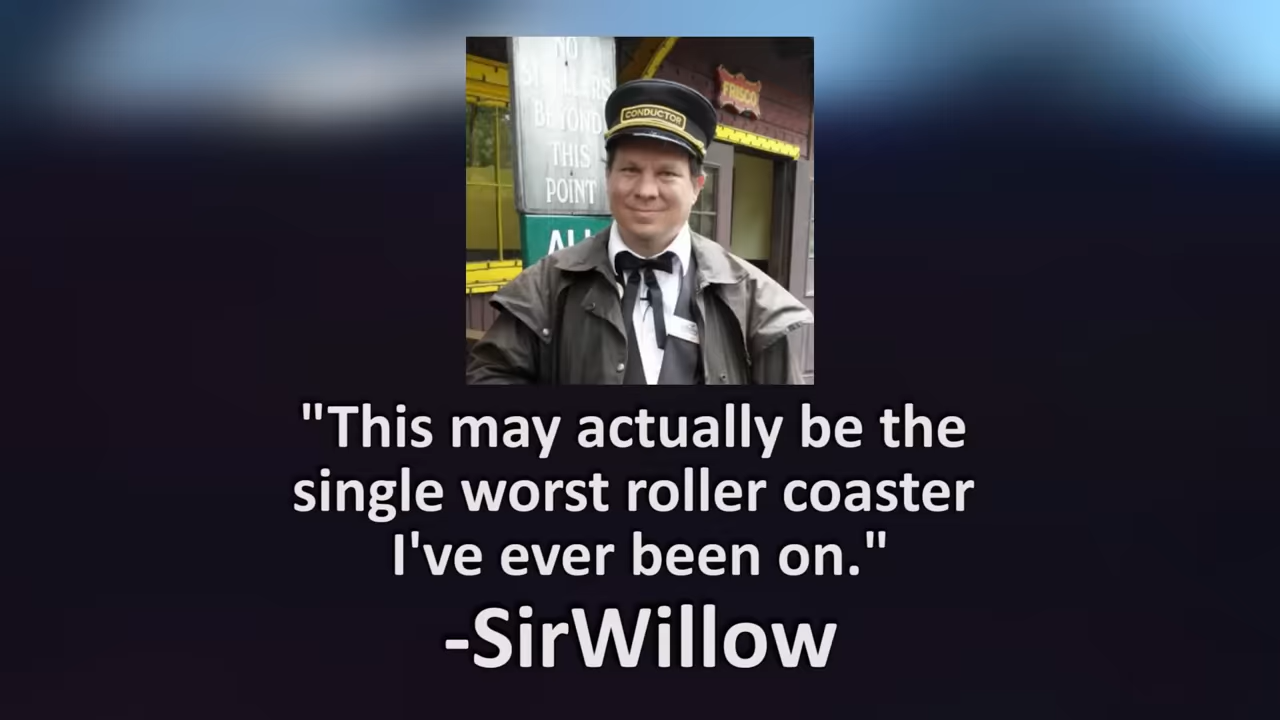 NO
BEYOND
THIS
POINT
ALL
FRISCO
CONDUCTOR
"This may actually be the
single worst roller coaster
I've ever been on."
-SirWillow